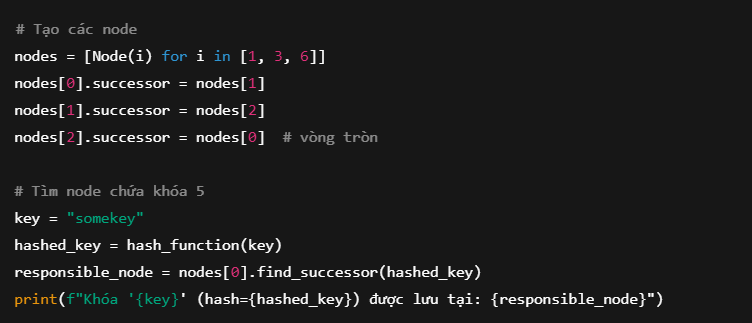 # Tạo các node
nodes = [Node(i) for i in [1, 3, 6]]
nodes[0].successor = nodes[1]
nodes[1].successor = nodes[2]
nodes[2].successor = nodes[0]  # vòng tròn
# Tìm node chứa khóa 5
key = "somekey"
hashed_key = hash_function(key)
responsible_node = nodes[0].find_successor(hashed_key)
print(f"Khóa '{key}' (hash={hashed_key}) được lưu tại: {responsible_node}")